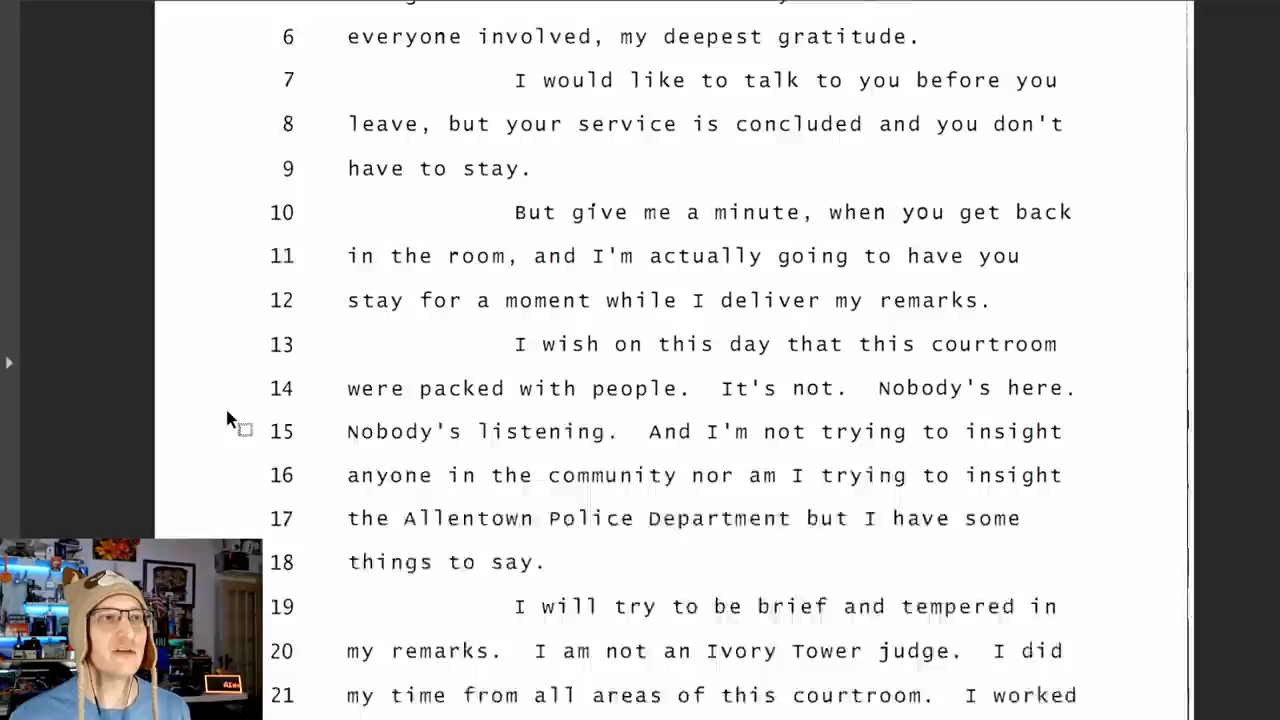 6 everyone involved, my deepest gratitude.
7 I would like to talk to you before you
8 leave, but your service is concluded and you don't
9 have to stay.
10 But give me a minute, when you get back
11 in the room, and I'm actually going to have you
12 stay for a moment while I deliver my remarks.
13 I wish on this day that this courtroom
14 were packed with people. It's not. Nobody's here.
15 Nobody's listening. And I'm not trying to insight
16 anyone in the community nor am I trying to insight
17 the Allentown Police Department but I have some
18 things to say.
19 I will try to be brief and tempered in
20 my remarks. I am not an Ivory Tower judge. I did
21 my time from all areas of this courtroom. I worked